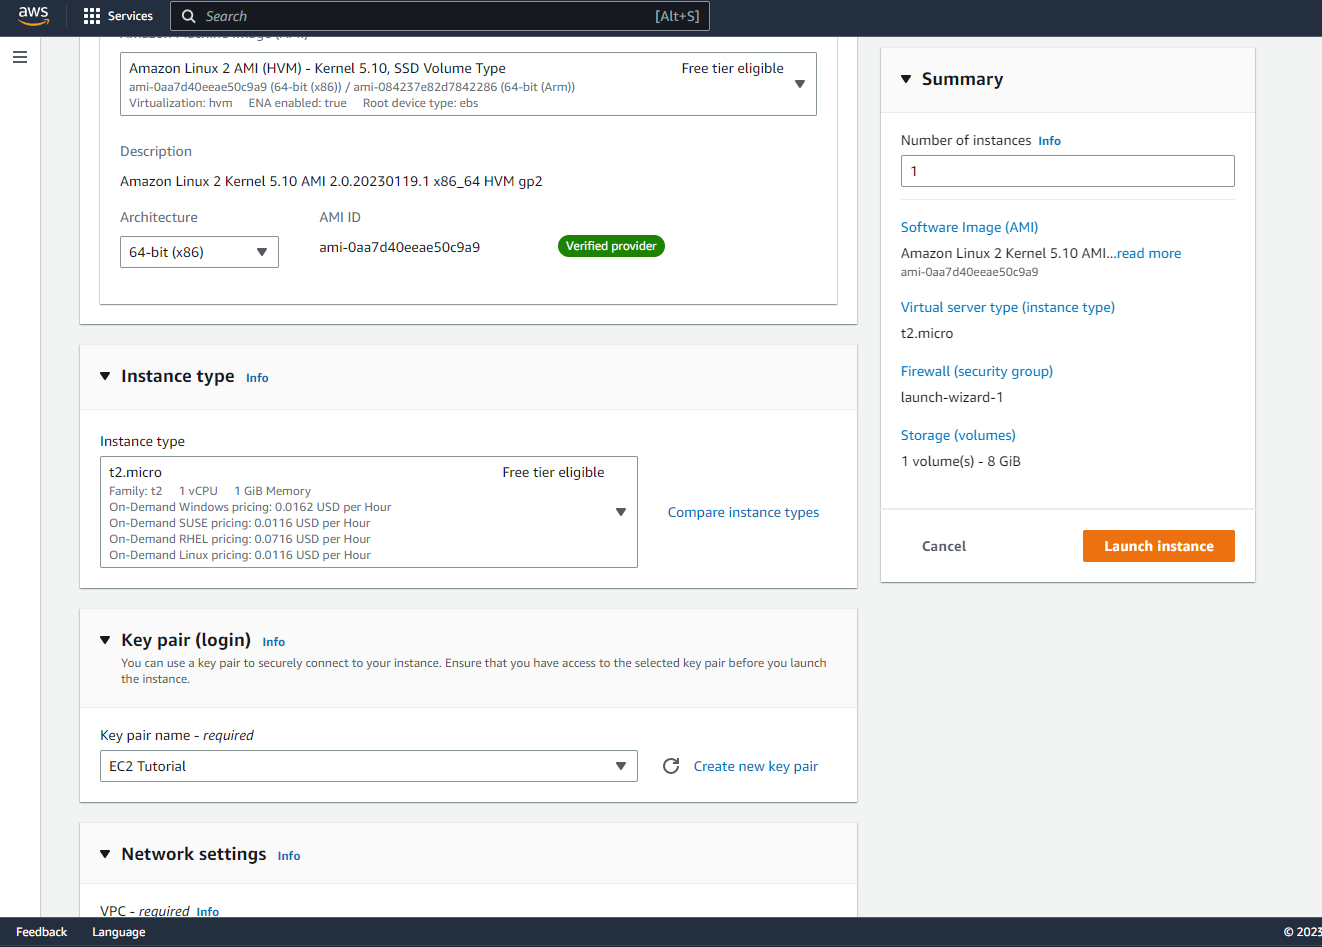 aws
Services
Search
[Alt+S]
Amazon Linux 2 AMI (HVM) - Kernel 5.10, SSD Volume Type
Free tier eligible
ami-0aa7d40eeae50c9a9 (64-bit (x86)) / ami-084237e82d7842286 (64-bit (Arm))
Virtualization: hvm ENA enabled: true Root device type: ebs
Description
Amazon Linux 2 Kernel 5.10 AMI 2.0.20230119.1 x86_64 HVM gp2
Architecture
AMI ID
64-bit (x86)
ami-0aa7d40eeae50c9a9
Verified provider
Instance type Info
Instance type
t2.micro
Free tier eligible
Family: t2 1 vCPU 1 GiB Memory
On-Demand Windows pricing: 0.0162 USD per Hour
On-Demand SUSE pricing: 0.0116 USD per Hour
On-Demand RHEL pricing: 0.0716 USD per Hour
On-Demand Linux pricing: 0.0116 USD per Hour
Compare instance types
Key pair (login) Info
You can use a key pair to securely connect to your instance. Ensure that you have access to the selected key pair before you launch
the instance.
Key pair name - required
EC2 Tutorial
Create new key pair
Network settings Info
VPC - required Info
Summary
Number of instances Info
1
Software Image (AMI)
Amazon Linux 2 Kernel 5.10 AMI...read more
ami-0aa7d40eeae50c9a9
Virtual server type (instance type)
t2.micro
Firewall (security group)
launch-wizard-1
Storage (volumes)
1 volume(s) - 8 GiB
Cancel
Launch instance
Feedback
Language
© 2023